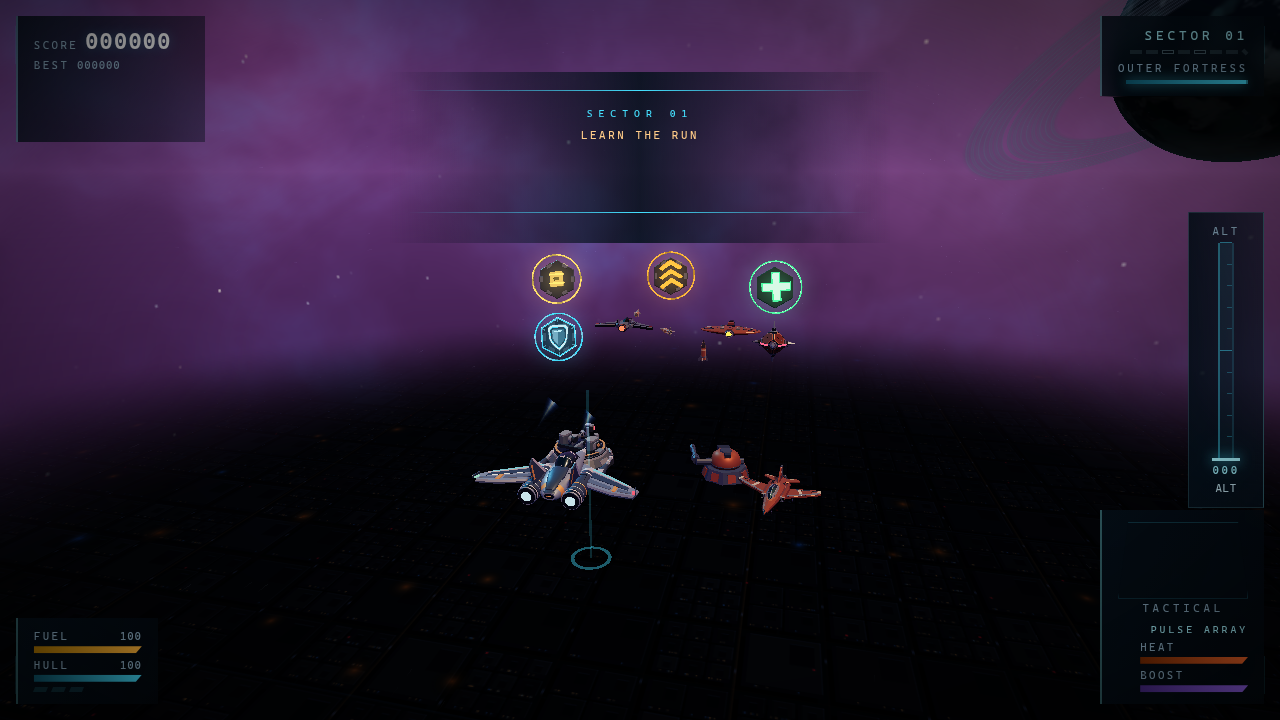 SCORE 000000
BEST 000000
SECTOR 01
OUTER FORTRESS
SECTOR 01
LEARN THE RUN
ALT
000
ALT
FUEL 100
HULL 100
TACTICAL
PULSE ARRAY
HEAT
BOOST